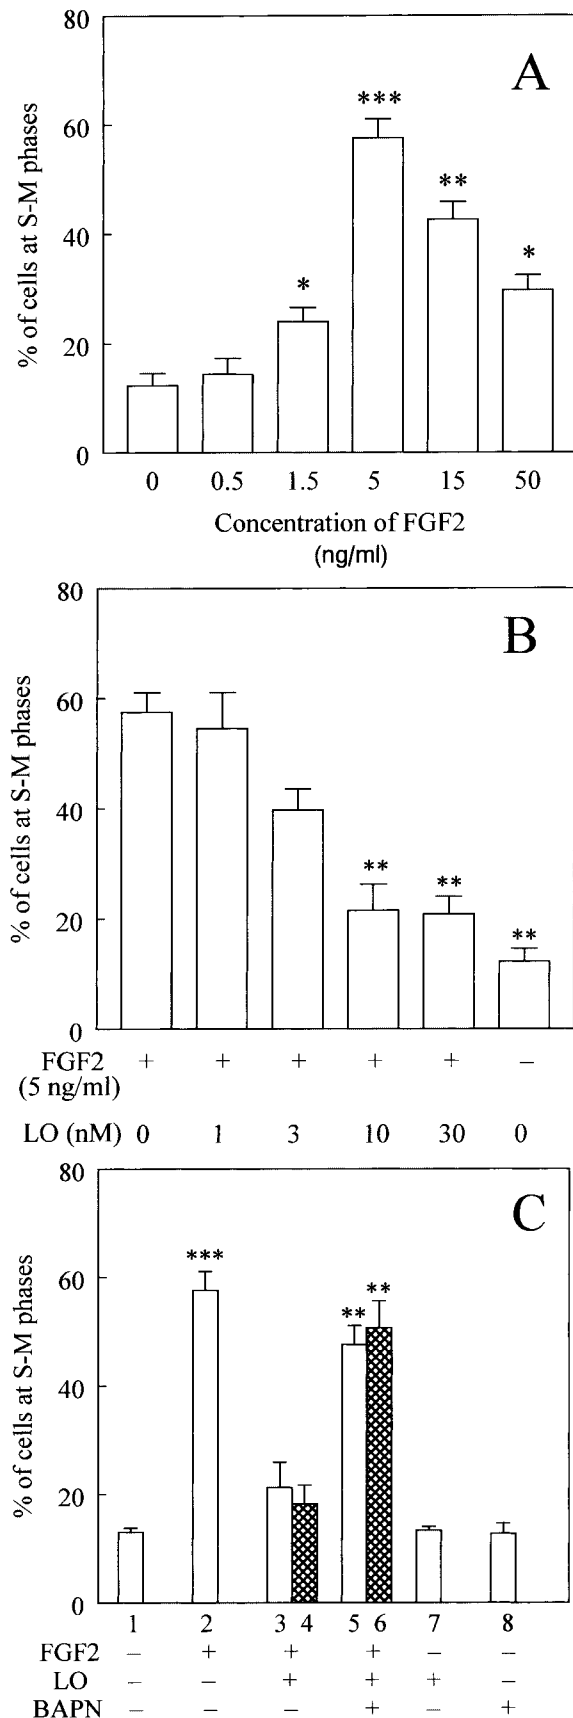 80
A
***
60
**
40
*
*
20
0
0 0.5 1.5 5 15 50
% of cells at S-M phases
Concentration of FGF2
(ng/ml)
80
B
60
40
**
**
20
**
0
% of cells at S-M phases
FGF2 + + + + + −
(5 ng/ml)
LO (nM) 0 1 3 10 30 0
80
C
***
60
**
**
40
20
0
% of cells at S-M phases
1 2 3 4 5 6 7 8
FGF2 − + + + − −
LO − − + + + −
BAPN − − − + − +